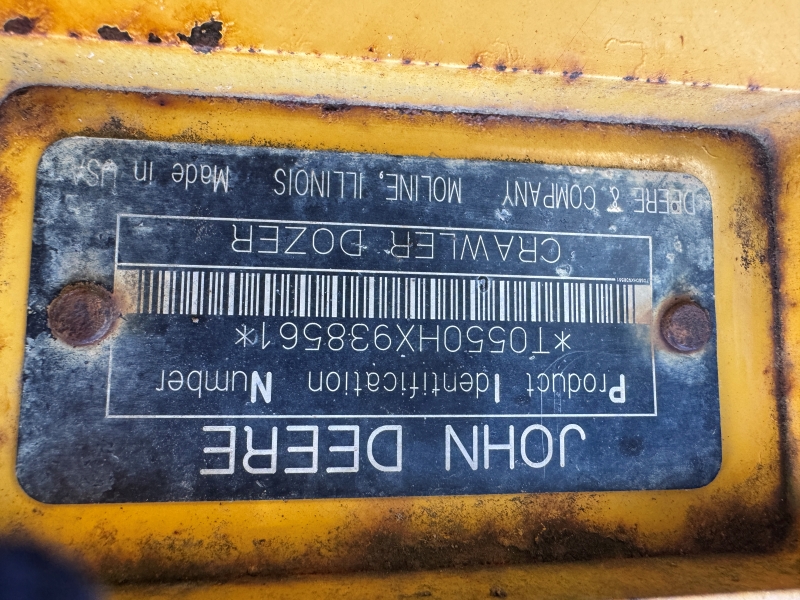 JOHN DEERE
Product Identification Number
*T0550HX938561*
CRAWLER DOZER
DEERE & COMPANY MOLINE, ILLINOIS Made in USA